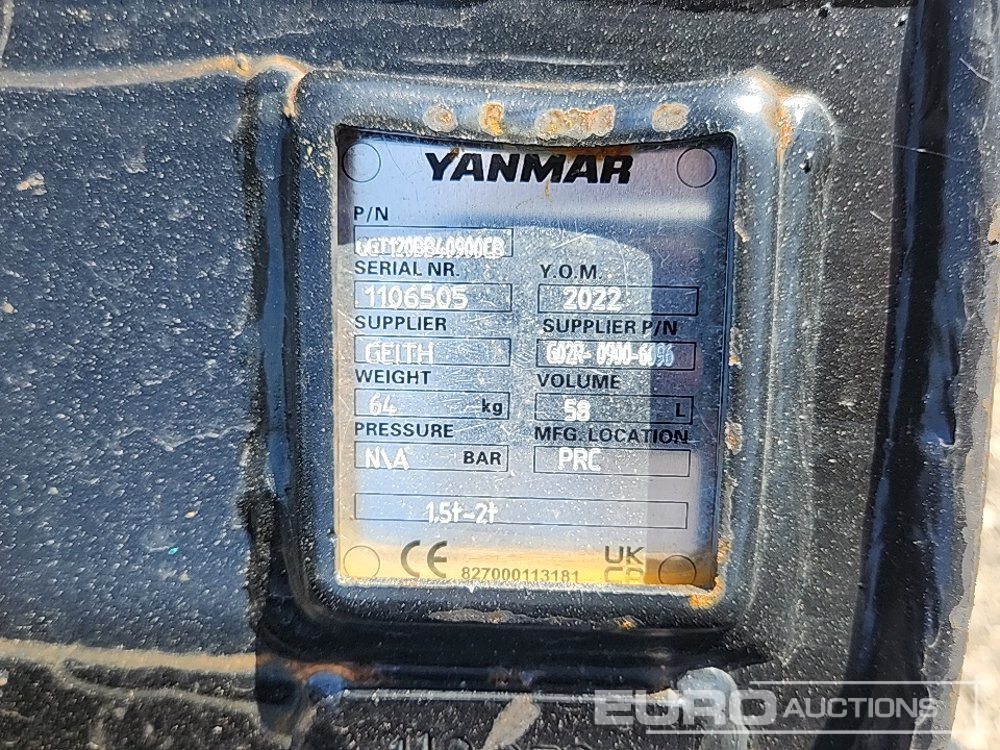 YANMAR
P/N
SERIAL NR. Y.O.M.
1106505 2022
SUPPLIER SUPPLIER P/N
GEITH
WEIGHT VOLUME
64 kg 58 L
PRESSURE MFG. LOCATION
N\A BAR PRC
1.5t-2t
CE UK
827000113181 CA
EURO AUCTIONS